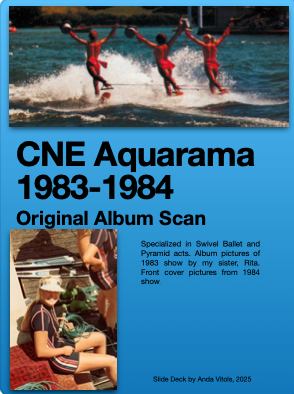 CNE Aquarama
1983-1984
Original Album Scan
Specialized in Swivel Ballet and
Pyramid acts. Album pictures of
1983 show by my sister, Rita.
Front cover pictures from 1984
show
Slide Deck by Anda Vitols, 2025